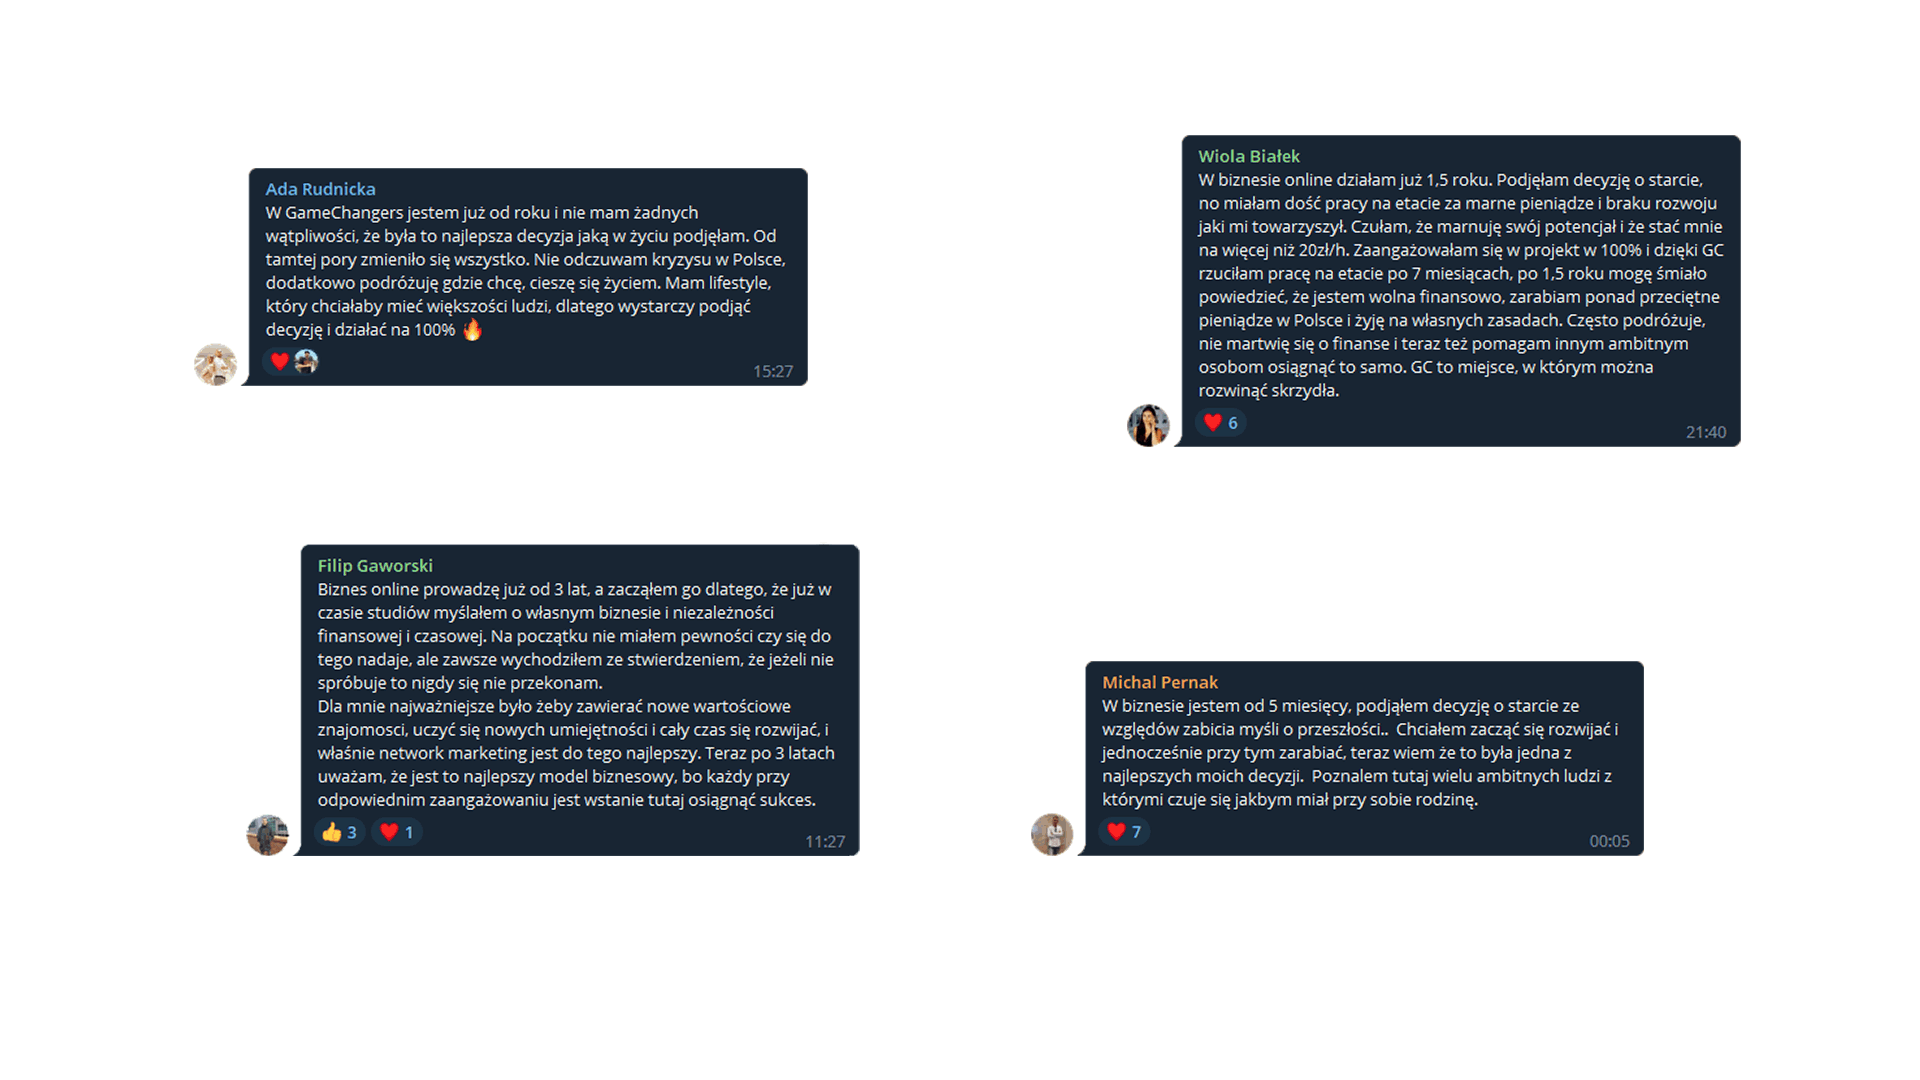 Ada Rudnicka
W GameChangers jestem już od roku i nie mam żadnych
wątpliwości, że była to najlepsza decyzja jaką w życiu podjęłam. Od
tamtej pory zmieniło się wszystko. Nie odczuwam kryzysu w Polsce,
dodatkowo podróżuję gdzie chcę, cieszę się życiem. Mam lifestyle,
który chciałaby mieć większości ludzi, dlatego wystarczy podjąć
decyzję i działać na 100% 🔥
15:27
Wiola Białek
W biznesie online działam już 1,5 roku. Podjęłam decyzję o starcie,
no miałam dość pracy na etacie za marne pieniądze i braku rozwoju
jaki mi towarzyszył. Czułam, że marnuję swój potencjał i że stać mnie
na więcej niż 20zł/h. Zaangażowałam się w projekt w 100% i dzięki GC
rzuciłam pracę na etacie po 7 miesiącach, po 1,5 roku mogę śmiało
powiedzieć, że jestem wolna finansowo, zarabiam ponad przeciętne
pieniądze w Polsce i żyję na własnych zasadach. Często podróżuje,
nie martwię się o finanse i teraz też pomagam innym ambitnym
osobom osiągnąć to samo. GC to miejsce, w którym można
rozwinąć skrzydła.
❤️ 6
21:40
Filip Gaworski
Biznes online prowadzę już od 3 lat, a zacząłem go dlatego, że już w
czasie studiów myślałem o własnym biznesie i niezależności
finansowej i czasowej. Na początku nie miałem pewności czy się do
tego nadaje, ale zawsze wychodziłem ze stwierdzeniem, że jeżeli nie
spróbuje to nigdy się nie przekonam.
Dla mnie najważniejsze było żeby zawierać nowe wartościowe
znajomosci, uczyć się nowych umiejętności i cały czas się rozwijać, i
właśnie network marketing jest do tego najlepszy. Teraz po 3 latach
uważam, że jest to najlepszy model biznesowy, bo każdy przy
odpowiednim zaangażowaniu jest wstanie tutaj osiągnąć sukces.
👍 3 ❤️ 1
11:27
Michal Pernak
W biznesie jestem od 5 miesięcy, podjąłem decyzję o starcie ze
względów zabicia myśli o przeszłości.. Chciałem zacząć się rozwijać i
jednocześnie przy tym zarabiać, teraz wiem że to była jedna z
najlepszych moich decyzji. Poznalem tutaj wielu ambitnych ludzi z
którymi czuje się jakbym miał przy sobie rodzinę.
❤️ 7
00:05